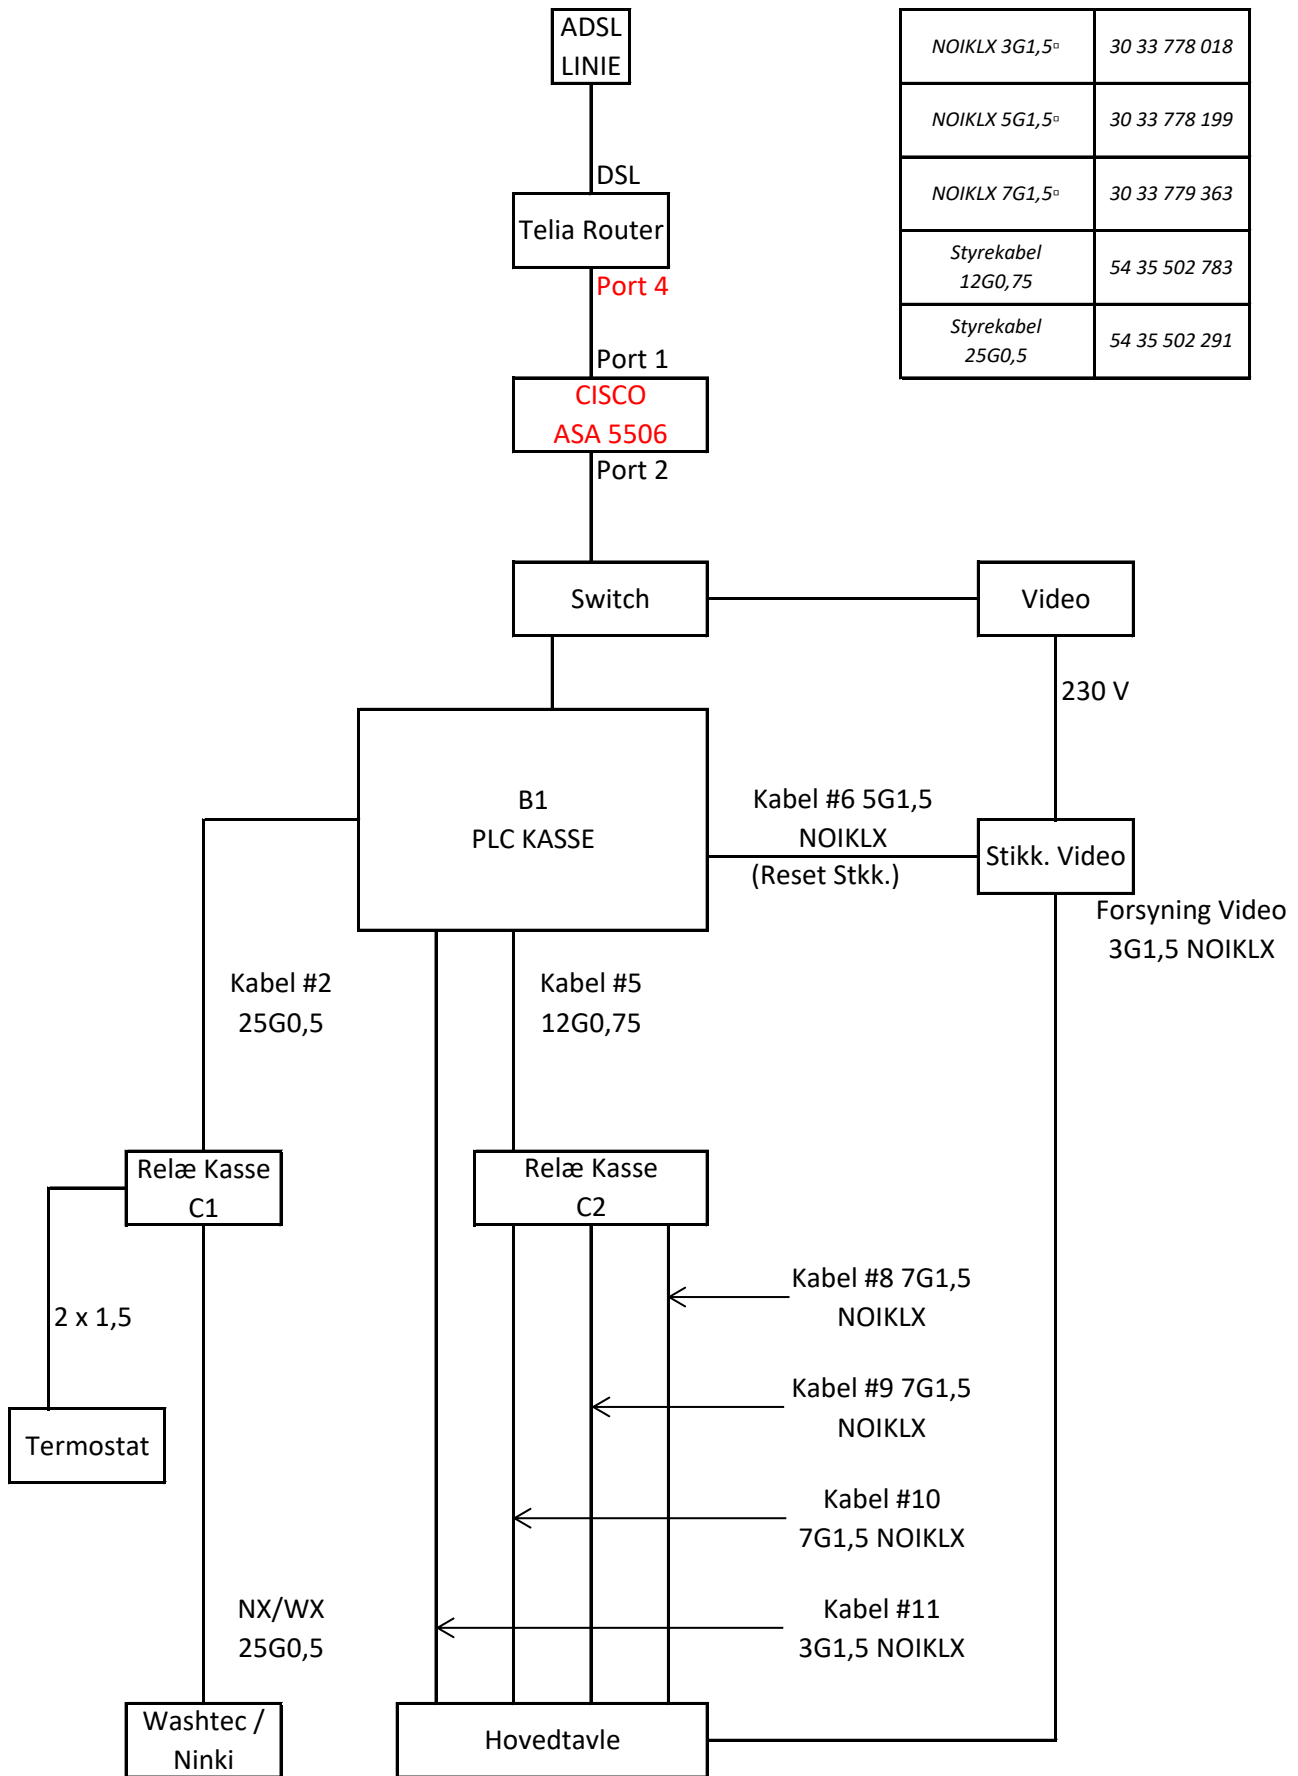 ADSL
LINIE
NOIKLX 3G1,5¤ 30 33 778 018
NOIKLX 5G1,5¤ 30 33 778 199
NOIKLX 7G1,5¤ 30 33 779 363
Styrekabel
12G0,75
54 35 502 783
Styrekabel
25G0,5
54 35 502 291
DSL
Telia Router
Port 4
Port 1
CISCO
ASA 5506
Port 2
Switch
Video
230 V
B1
PLC KASSE
Kabel #6 5G1,5
NOIKLX
(Reset Stkk.)
Stikk. Video
Forsyning Video
3G1,5 NOIKLX
Kabel #2
25G0,5
Kabel #5
12G0,75
Relæ Kasse
C1
Relæ Kasse
C2
2 x 1,5
Kabel #8 7G1,5
NOIKLX
Kabel #9 7G1,5
NOIKLX
Termostat
Kabel #10
7G1,5 NOIKLX
NX/WX
25G0,5
Kabel #11
3G1,5 NOIKLX
Washtec /
Ninki
Hovedtavle